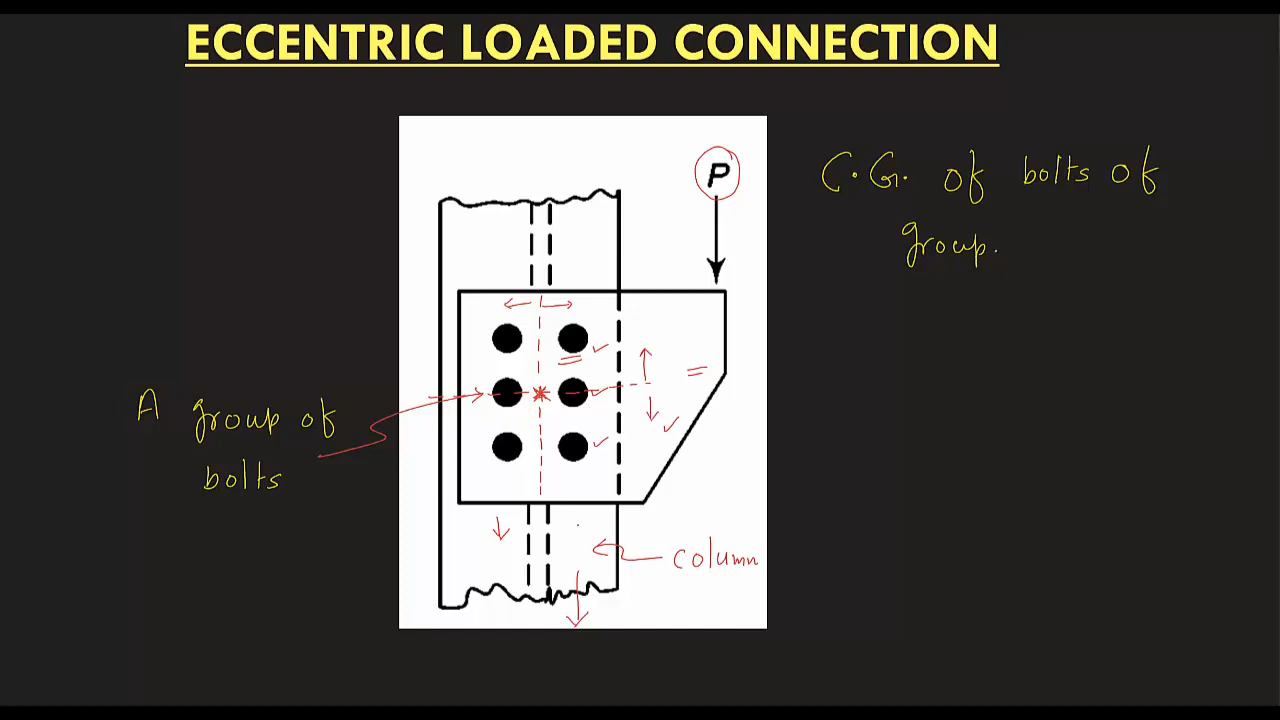 ECCENTRIC LOADED CONNECTION
P
C.G. of bolts of
group.
A group of
bolts
column